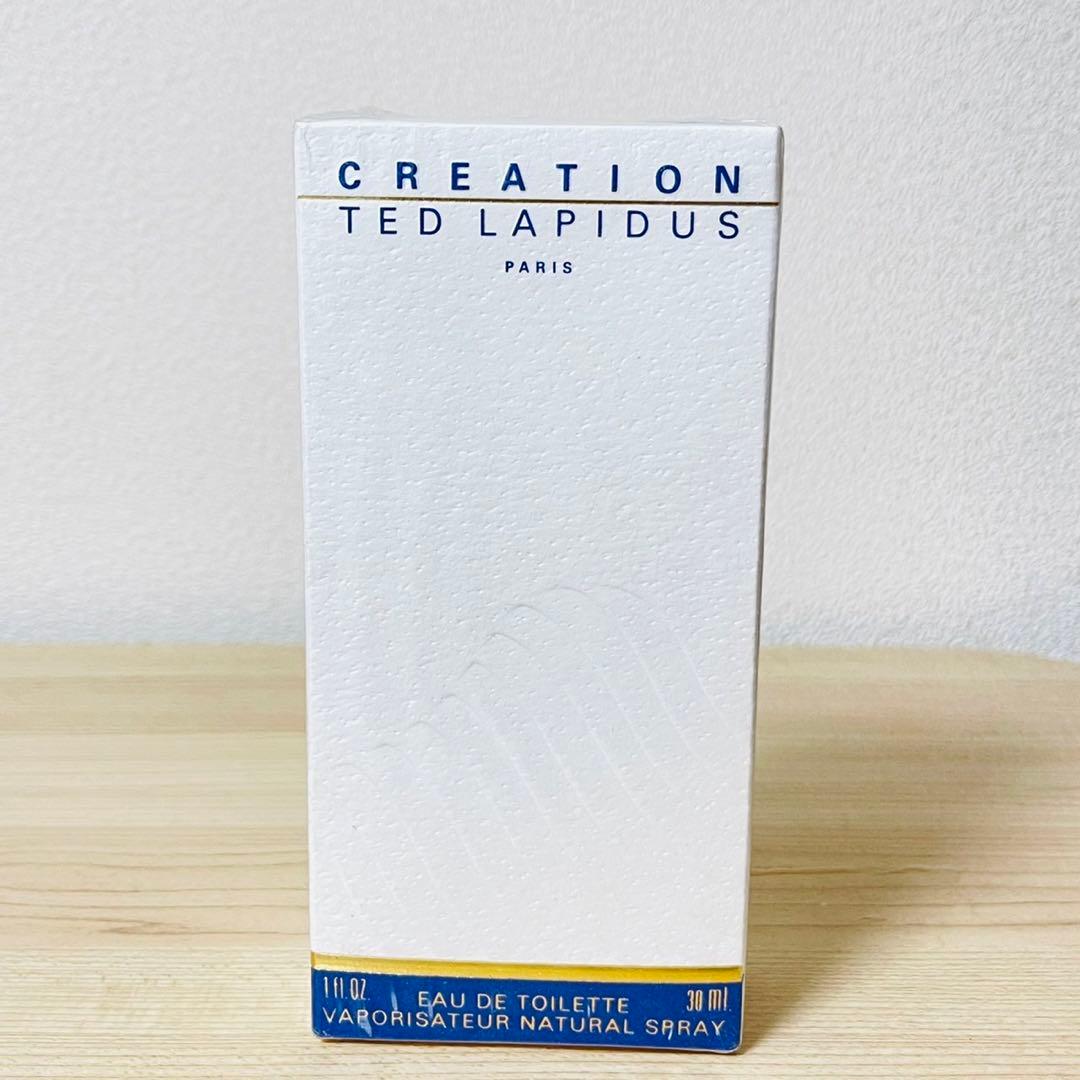 CREATION
TED LAPIDUS
PARIS
1 fl.OZ. EAU DE TOILETTE 30 ml.
VAPORISATEUR NATURAL SPRAY